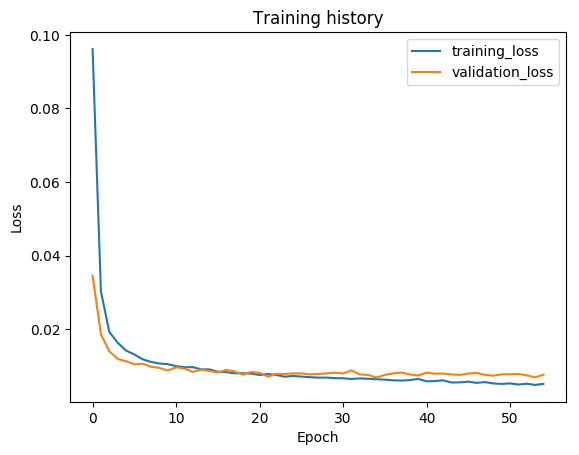 Training history
training_loss
validation_loss
0.10
0.08
0.06
0.04
0.02
Loss
0 10 20 30 40 50
Epoch